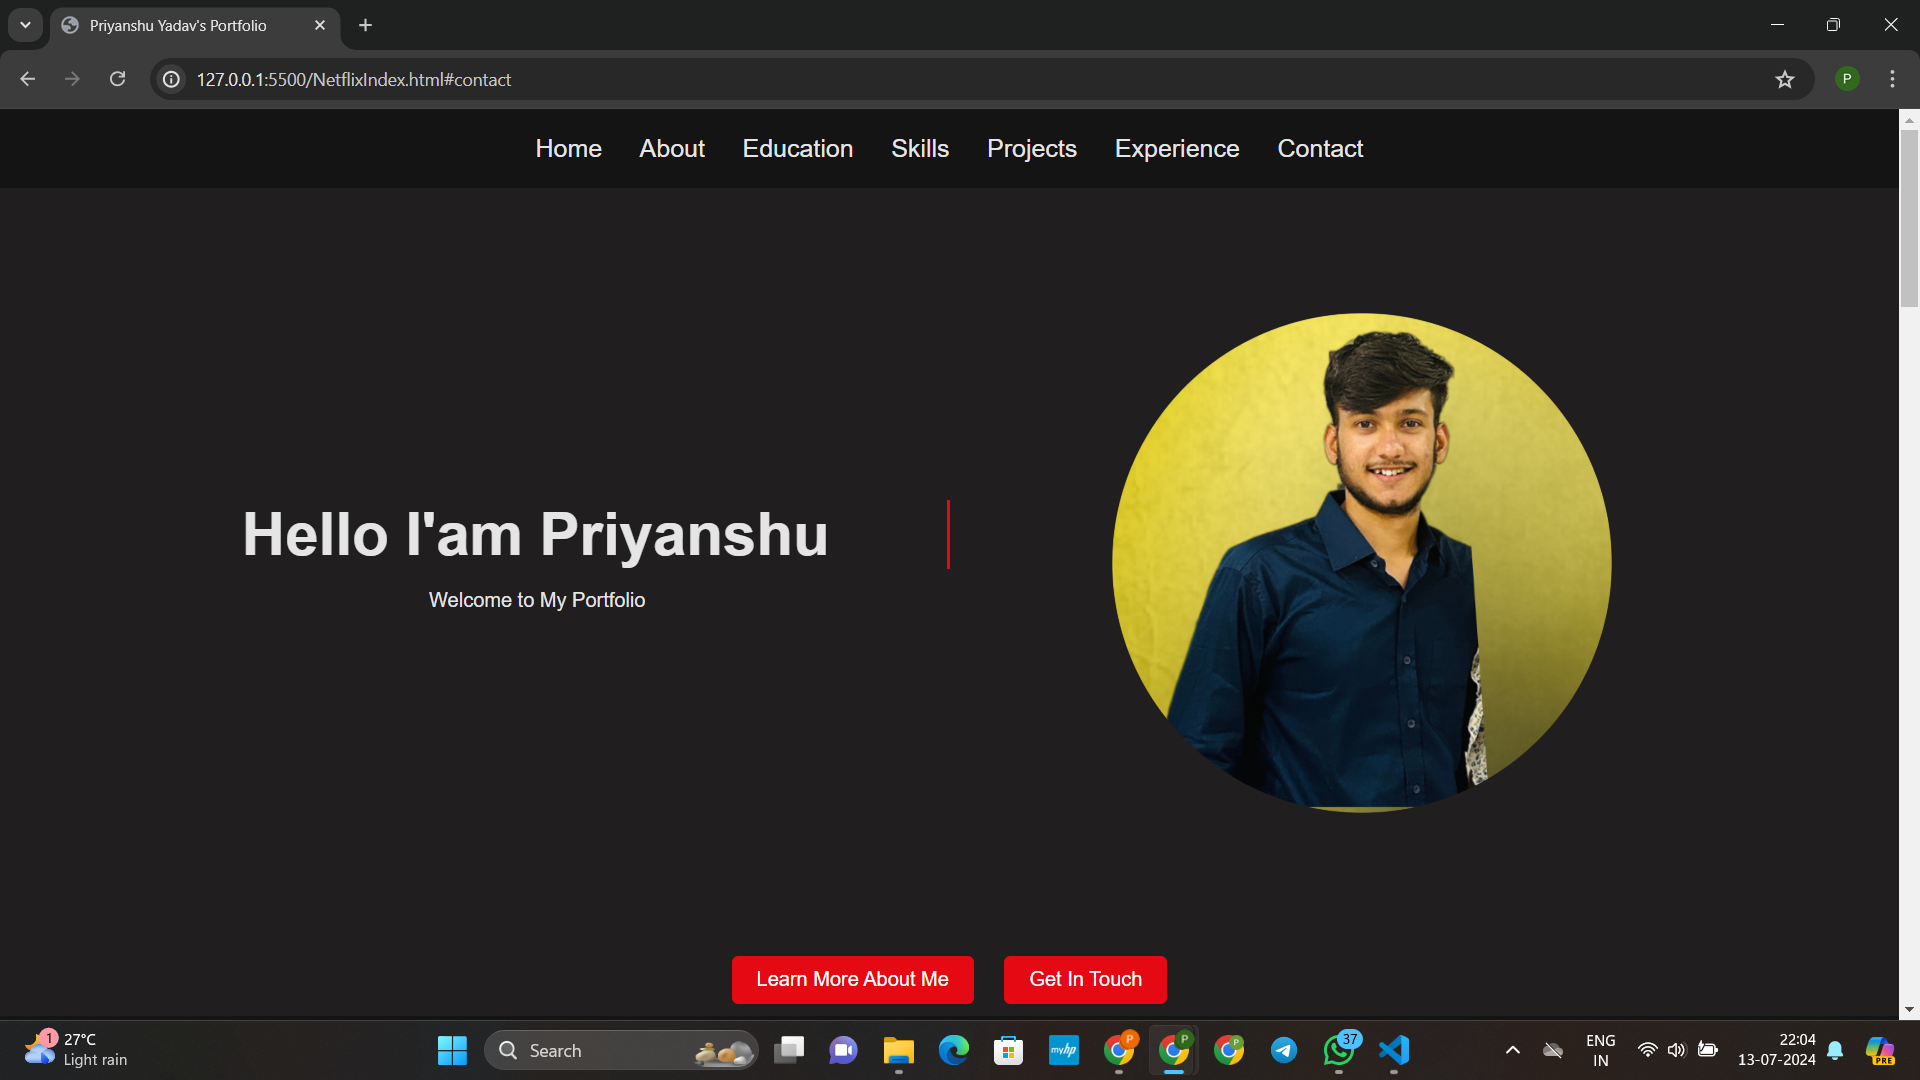 Priyanshu Yadav's Portfolio
127.0.0.1:5500/NetflixIndex.html#contact
P
Home About Education Skills Projects Experience Contact
Hello I'am Priyanshu
Welcome to My Portfolio
Learn More About Me Get In Touch
1
27°C
Light rain
Search
myhp
P
P
P
37
ENG
IN
22:04
13-07-2024
PRE